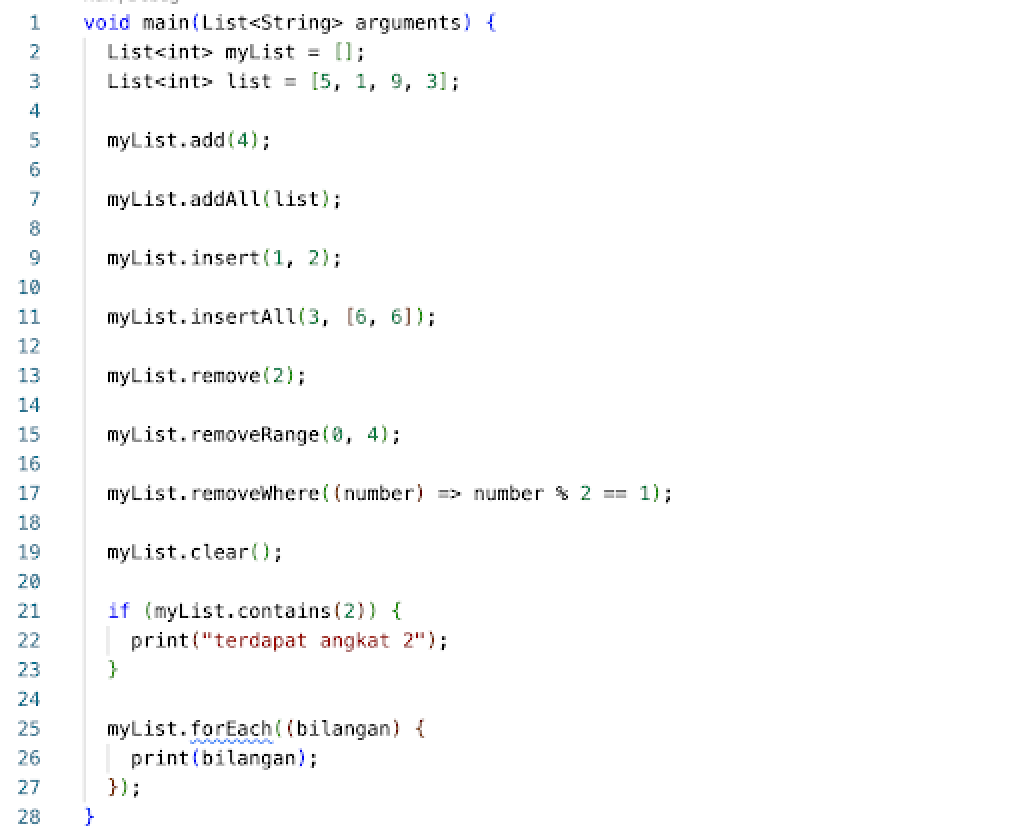 1 void main(List<String> arguments) {
2 List<int> myList = [];
3 List<int> list = [5, 1, 9, 3];
4
5 myList.add(4);
6
7 myList.addAll(list);
8
9 myList.insert(1, 2);
10
11 myList.insertAll(3, [6, 6]);
12
13 myList.remove(2);
14
15 myList.removeRange(0, 4);
16
17 myList.removeWhere((number) => number % 2 == 1);
18
19 myList.clear();
20
21 if (myList.contains(2)) {
22 print("terdapat angkat 2");
23 }
24
25 myList.forEach((bilangan) {
26 print(bilangan);
27 });
28 }